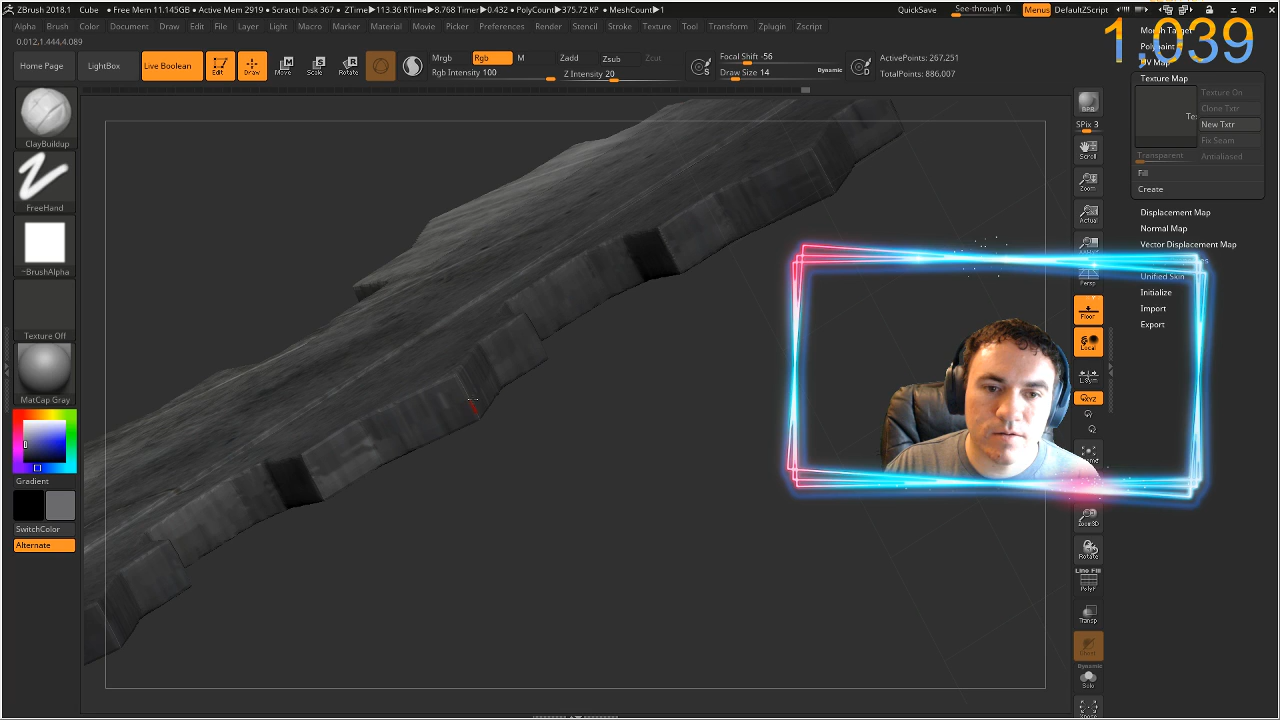 ZBrush 2018.1 Cube • Free Mem 11.145GB • Active Mem 2919 • Scratch Disk 367 • ZTime▶113.36 RTime▶8.768 Timer▶0.432 • PolyCount▶375.72 KP • MeshCount▶1
QuickSave See-through 0 Menus DefaultZScript
Alpha Brush Color Document Draw Edit File Layer Light Macro Marker Material Movie Picker Preferences Render Stencil Stroke Texture Tool Transform Zplugin Zscript
1,039
0.012,1.444,4.089
Home Page
LightBox
Live Boolean
Edit
Draw
Move
Scale
Rotate
Mrgb Rgb M
Rgb Intensity 100
Zadd Zsub Zcut
Z Intensity 20
Focal Shift -56
Draw Size 14
Dynamic
ActivePoints: 267,251
TotalPoints: 886,007
ClayBuildup
FreeHand
~BrushAlpha
Texture Off
MatCap Gray
Gradient
SwitchColor
Alternate
BPR
SPix 3
Scroll
Zoom
Actual
Persp
Floor
Local
L.Sym
XYZ
Zoom3D
Rotate
Line Fill
PolyF
Transp
Ghost
Dynamic
Solo
Texture Map
Texture On
Clone Txtr
New Txtr
Fix Seam
Transparent Antialiased
Fill
Create
Displacement Map
Normal Map
Vector Displacement Map
Unified Skin
Initialize
Import
Export